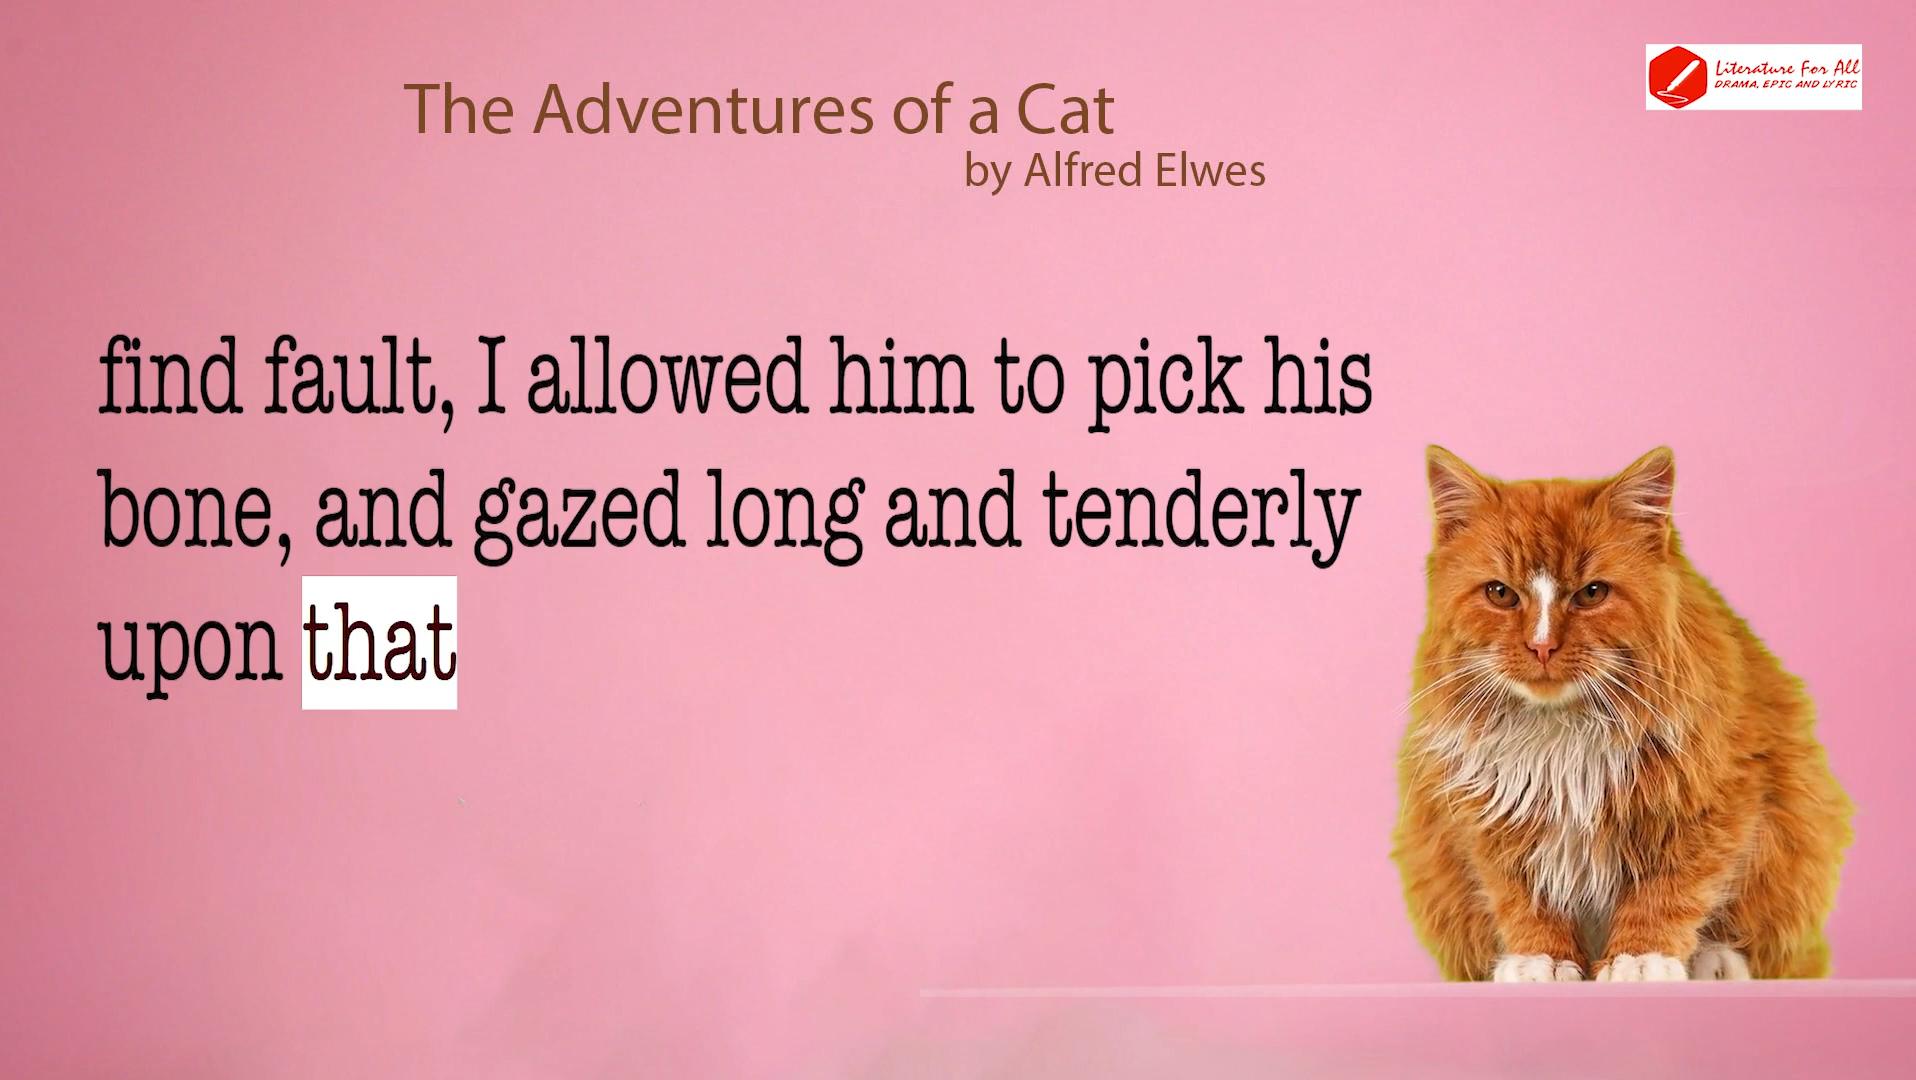 The Adventures of a Cat
by Alfred Elwes
Literature For All
DRAMA, EPIC AND LYRIC
find fault, I allowed him to pick his
bone, and gazed long and tenderly
upon that